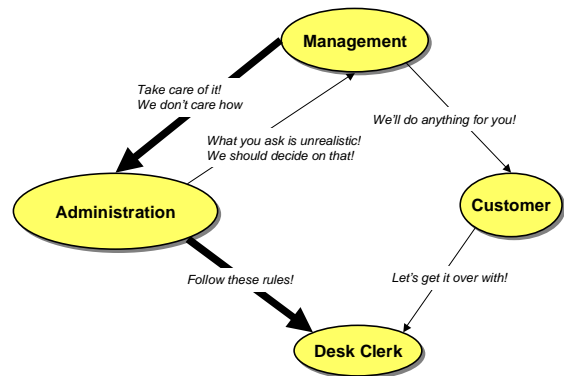 Management
Take care of it!
We don't care how
We'll do anything for you!
What you ask is unrealistic!
We should decide on that!
Administration
Customer
Follow these rules!
Let's get it over with!
Desk Clerk